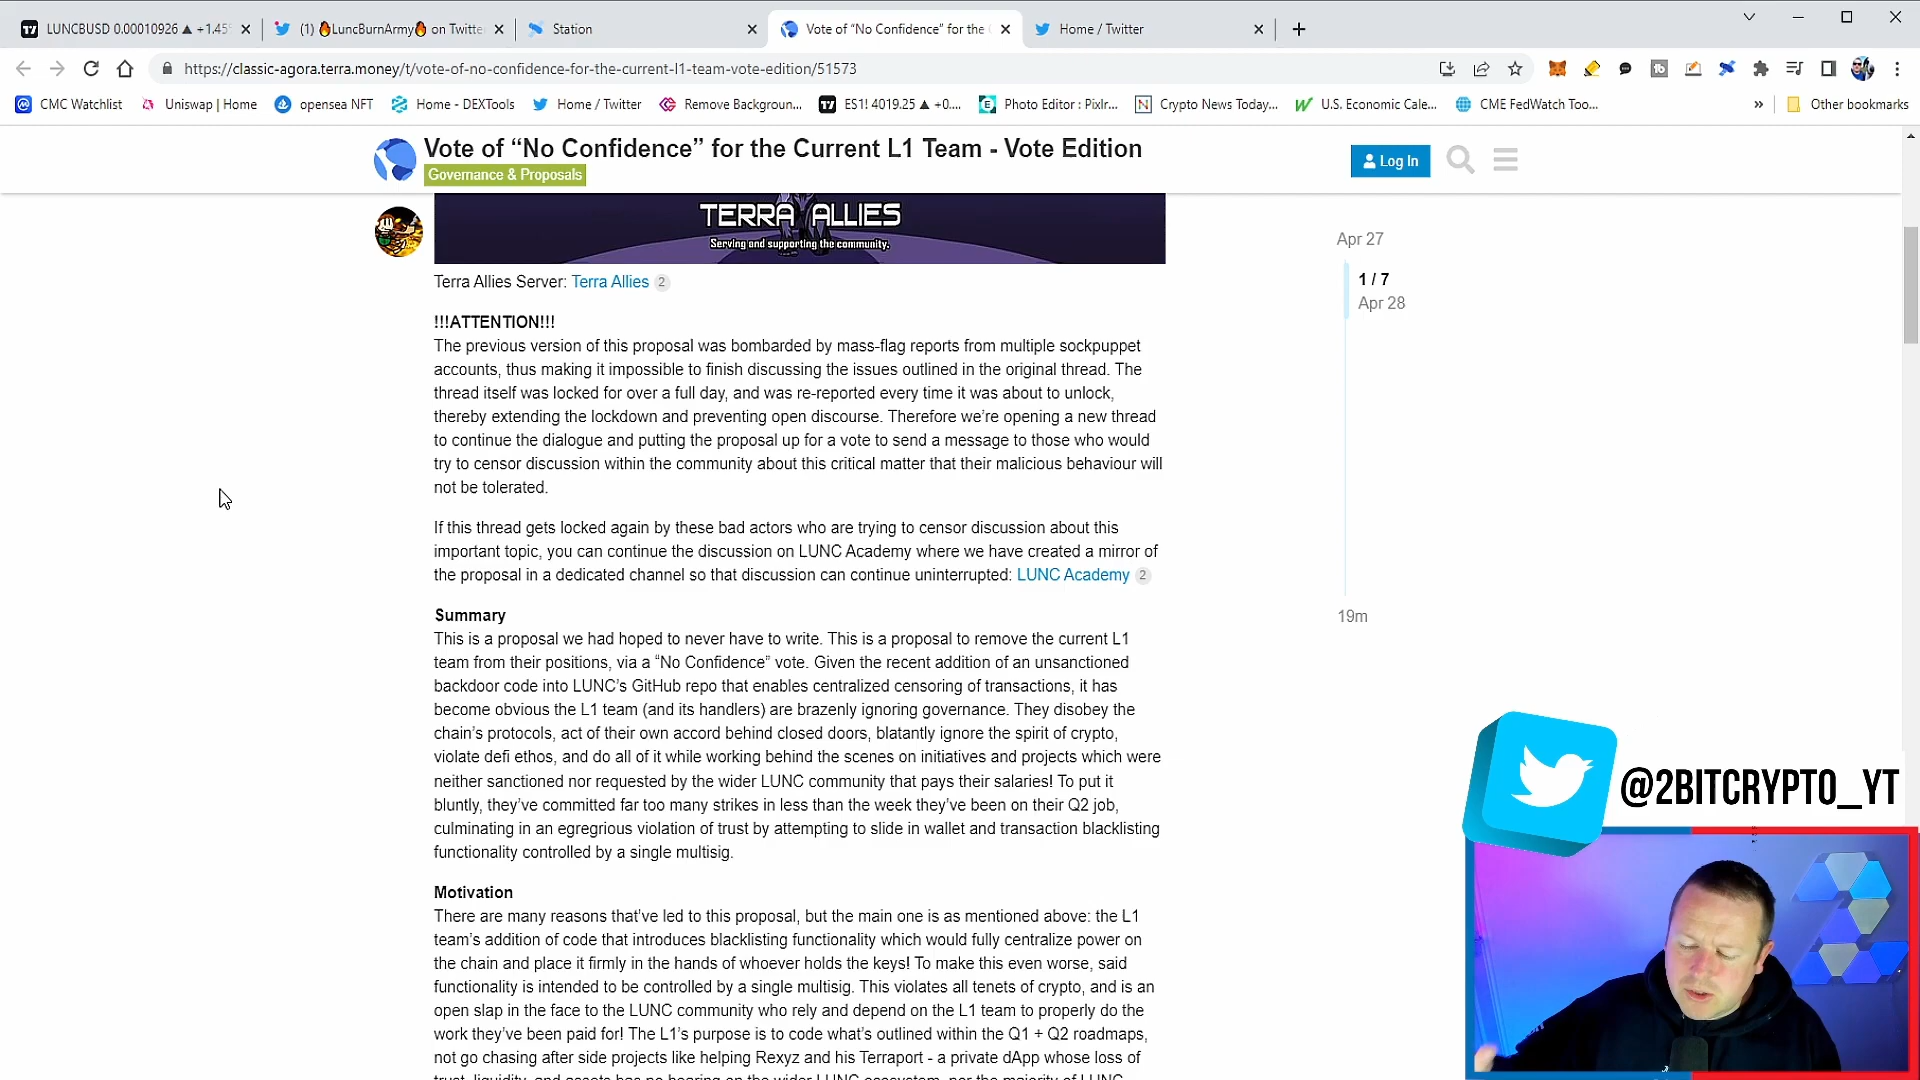 LUNCBUSD 0.00010926 ▲ +1.45
(1) 🔥LuncBurnArmy🔥 on Twitte
Station
Vote of “No Confidence” for the
Home / Twitter
https://classic-agora.terra.money/t/vote-of-no-confidence-for-the-current-l1-team-vote-edition/51573
CMC Watchlist
Uniswap | Home
opensea NFT
Home - DEXTools
Home / Twitter
Remove Backgroun...
ES1! 4019.25 ▲ +0....
Photo Editor : Pixlr...
Crypto News Today...
U.S. Economic Cale...
CME FedWatch Too...
»
Other bookmarks
Vote of “No Confidence” for the Current L1 Team - Vote Edition
Governance & Proposals
Log In
TERRA ALLIES
Serving and supporting the community.
Apr 27
1 / 7
Apr 28
19m
Terra Allies Server: Terra Allies 2
!!!ATTENTION!!!
The previous version of this proposal was bombarded by mass-flag reports from multiple sockpuppet
accounts, thus making it impossible to finish discussing the issues outlined in the original thread. The
thread itself was locked for over a full day, and was re-reported every time it was about to unlock,
thereby extending the lockdown and preventing open discourse. Therefore we’re opening a new thread
to continue the dialogue and putting the proposal up for a vote to send a message to those who would
try to censor discussion within the community about this critical matter that their malicious behaviour will
not be tolerated.
If this thread gets locked again by these bad actors who are trying to censor discussion about this
important topic, you can continue the discussion on LUNC Academy where we have created a mirror of
the proposal in a dedicated channel so that discussion can continue uninterrupted: LUNC Academy 2
Summary
This is a proposal we had hoped to never have to write. This is a proposal to remove the current L1
team from their positions, via a “No Confidence” vote. Given the recent addition of an unsanctioned
backdoor code into LUNC’s GitHub repo that enables centralized censoring of transactions, it has
become obvious the L1 team (and its handlers) are brazenly ignoring governance. They disobey the
chain’s protocols, act of their own accord behind closed doors, blatantly ignore the spirit of crypto,
violate defi ethos, and do all of it while working behind the scenes on initiatives and projects which were
neither sanctioned nor requested by the wider LUNC community that pays their salaries! To put it
bluntly, they’ve committed far too many strikes in less than the week they’ve been on their Q2 job,
culminating in an egregrious violation of trust by attempting to slide in wallet and transaction blacklisting
functionality controlled by a single multisig.
Motivation
There are many reasons that’ve led to this proposal, but the main one is as mentioned above: the L1
team’s addition of code that introduces blacklisting functionality which would fully centralize power on
the chain and place it firmly in the hands of whoever holds the keys! To make this even worse, said
functionality is intended to be controlled by a single multisig. This violates all tenets of crypto, and is an
open slap in the face to the LUNC community who rely and depend on the L1 team to properly do the
work they’ve been paid for! The L1’s purpose is to code what’s outlined within the Q1 + Q2 roadmaps,
not go chasing after side projects like helping Rexyz and his Terraport - a private dApp whose loss of
trust, liquidity, and assets has no bearing on the wider LUNC ecosystem, nor the majority of LUNC
@2BITCRYPTO_YT